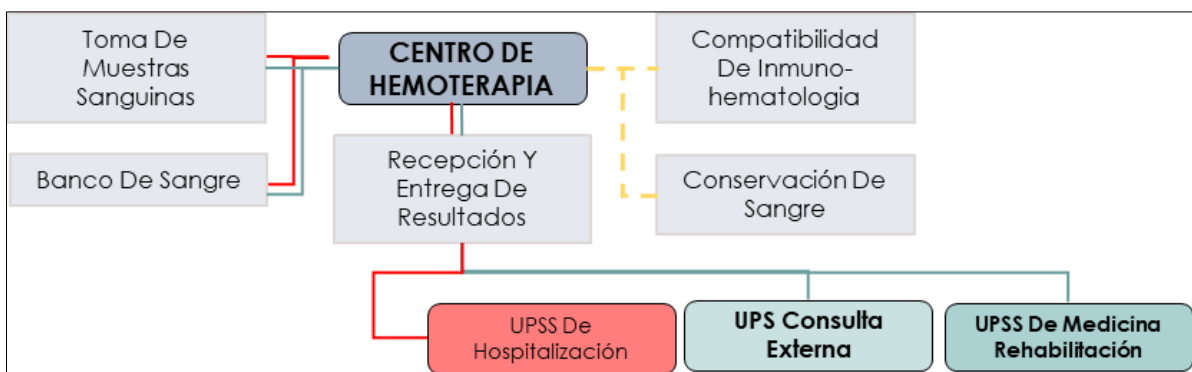 Toma De
Muestras
Sanguinas
CENTRO DE
HEMOTERAPIA
Compatibilidad
De Inmuno-
hematologia
Banco De Sangre
Recepción Y
Entrega De
Resultados
Conservación De
Sangre
UPSS De
Hospitalización
UPS Consulta
Externa
UPSS De Medicina
Rehabilitación